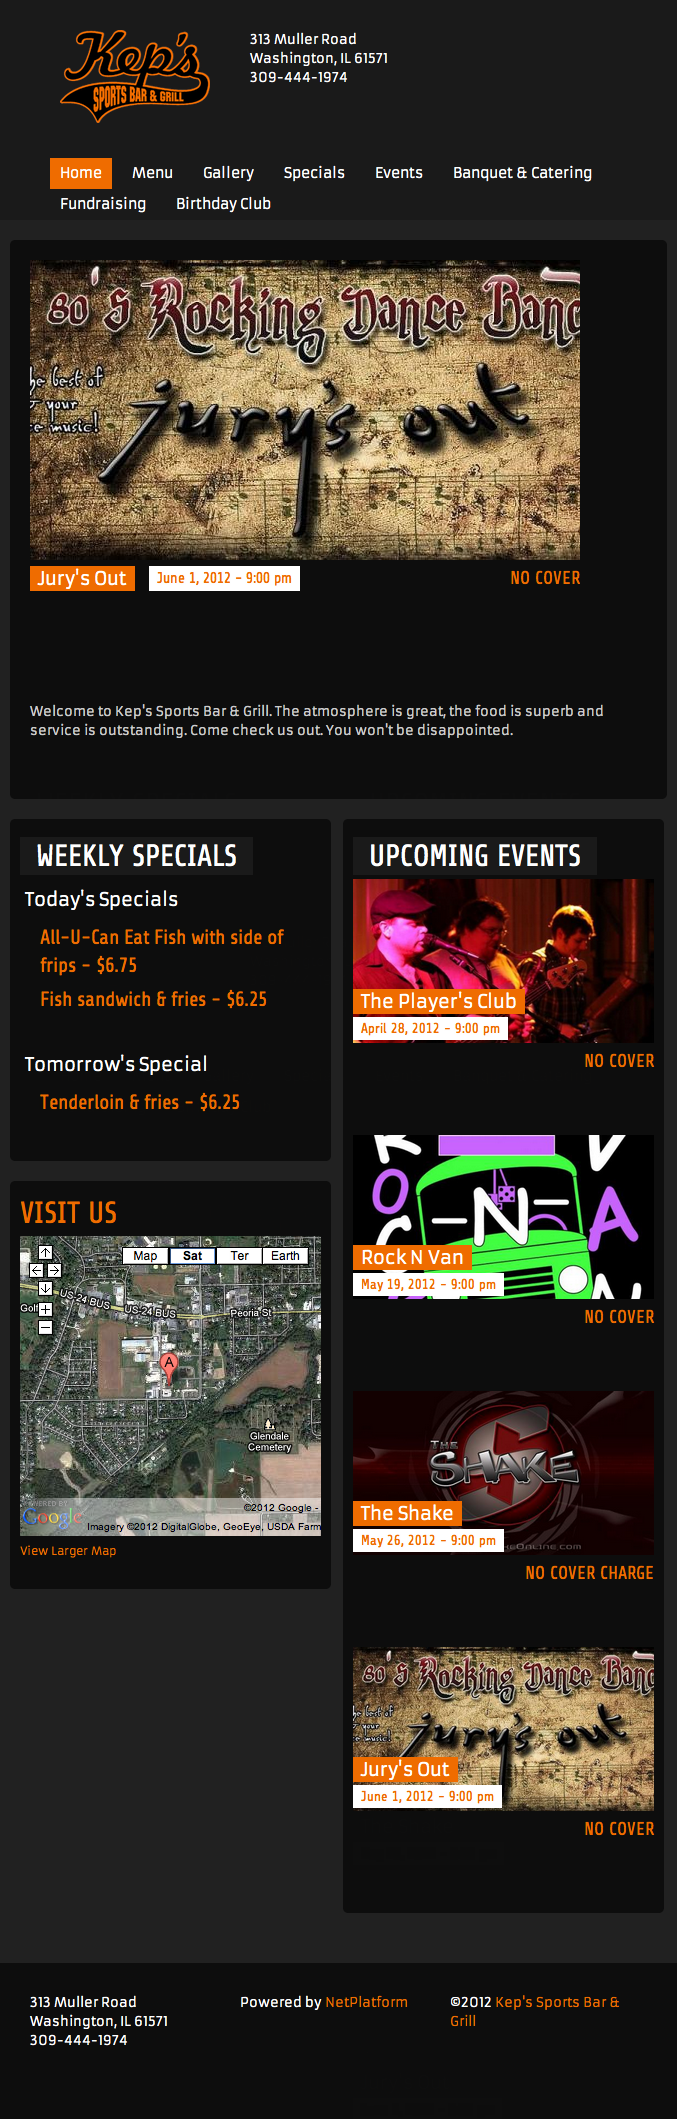 Kep's
SPORTS BAR & GRILL
313 Muller Road
Washington, IL 61571
309-444-1974
Home Menu Gallery Specials Events Banquet & Catering
Fundraising Birthday Club
80's Rocking Dance Band
he best of
your
e music!
jury's out
Jury's Out June 1, 2012 - 9:00 pm NO COVER
Welcome to Kep's Sports Bar & Grill. The atmosphere is great, the food is superb and
service is outstanding. Come check us out. You won't be disappointed.
WEEKLY SPECIALS
Today's Specials
All-U-Can Eat Fish with side of
frips - $6.75
Fish sandwich & fries - $6.25
Tomorrow's Special
Tenderloin & fries - $6.25
VISIT US
Map Sat Ter Earth
US-24 BUS US-24 BUS
Golf
Peoria St
A
Glendale
Cemetery
POWERED BY
Google
©2012 Google -
Imagery ©2012 DigitalGlobe, GeoEye, USDA Farm
View Larger Map
UPCOMING EVENTS
The Player's Club
April 28, 2012 - 9:00 pm
NO COVER
R O C -N- V A N
Rock N Van
May 19, 2012 - 9:00 pm
NO COVER
THE
SHAKE
The Shake
May 26, 2012 - 9:00 pm
heOnline.com
NO COVER CHARGE
80's Rocking Dance Band
he best of
your
e music!
jury's out
Jury's Out
June 1, 2012 - 9:00 pm
NO COVER
313 Muller Road
Washington, IL 61571
309-444-1974
Powered by NetPlatform
©2012 Kep's Sports Bar &
Grill